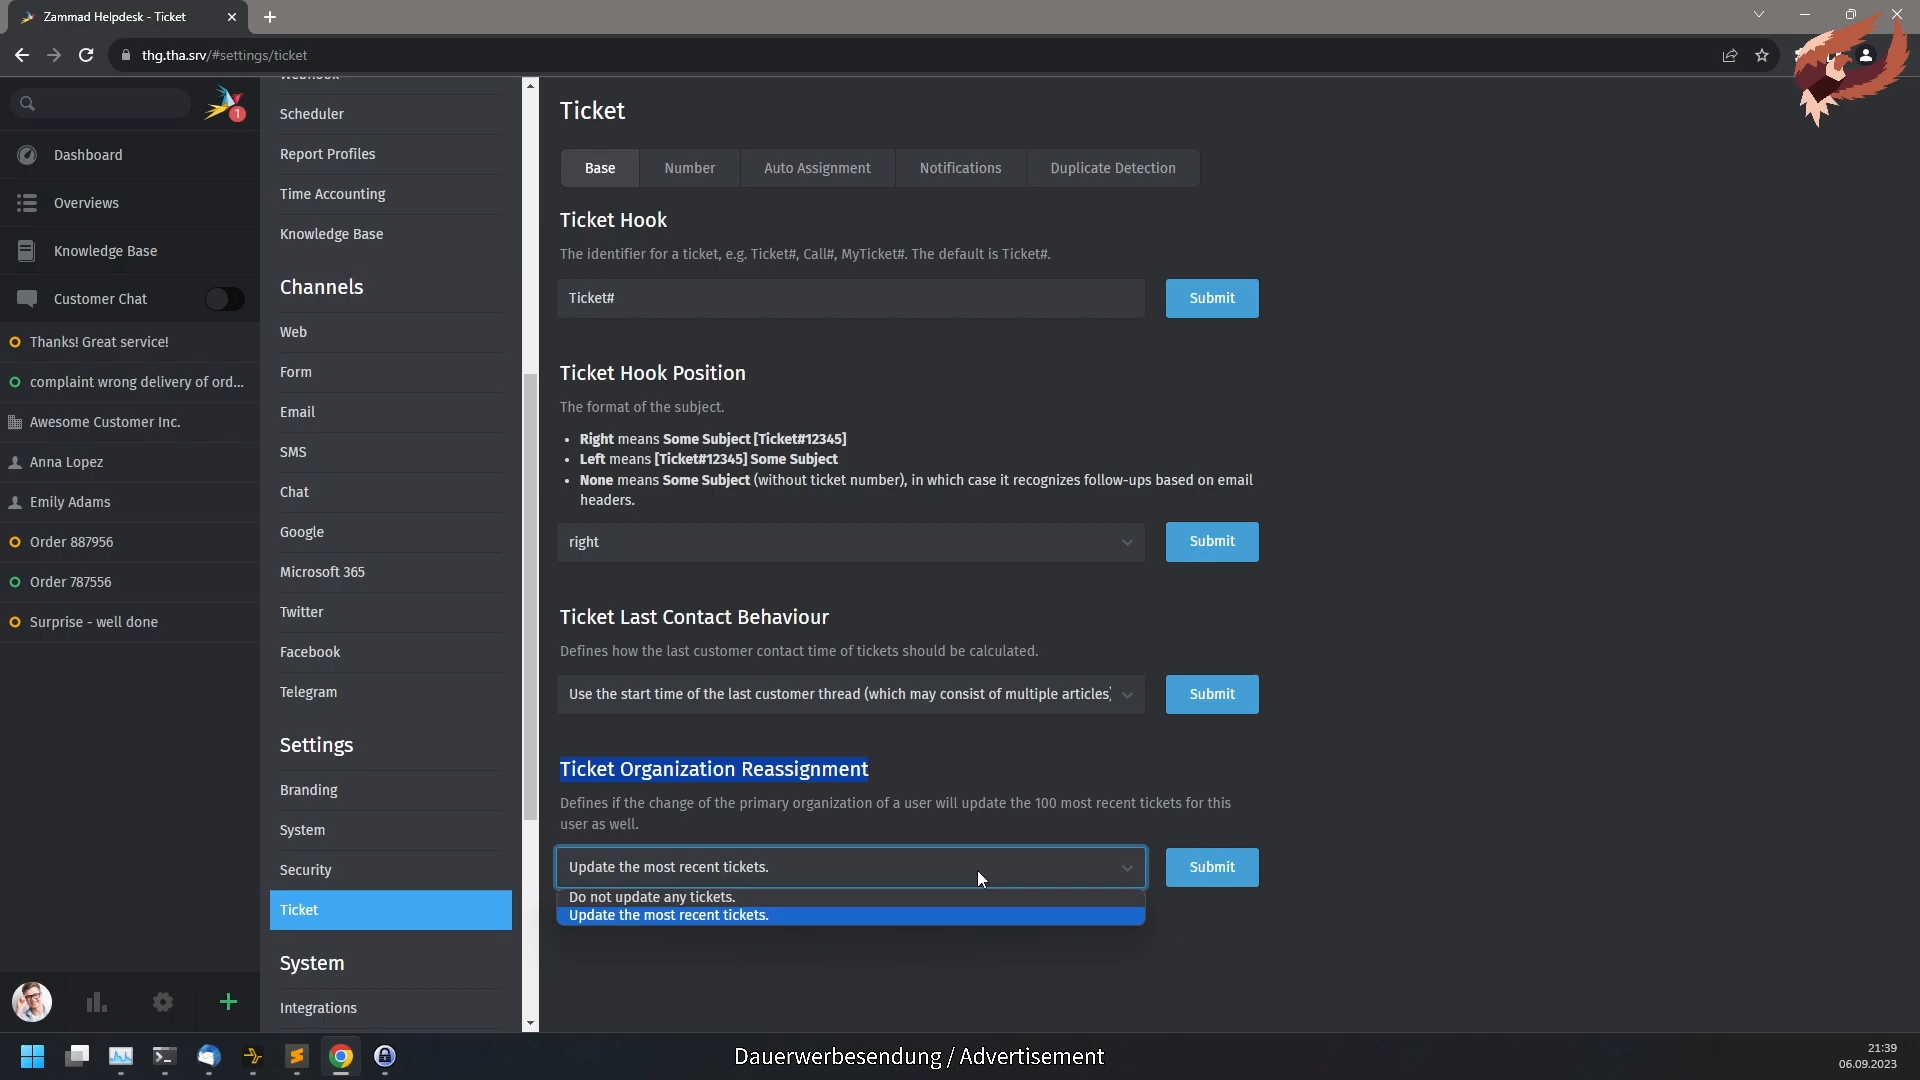 Zammad Helpdesk - Ticket
thg.tha.srv/#settings/ticket
1
Dashboard
Overviews
Knowledge Base
Customer Chat
Thanks! Great service!
complaint wrong delivery of ord...
Awesome Customer Inc.
Anna Lopez
Emily Adams
Order 887956
Order 787556
Surprise - well done
Webhook
Scheduler
Report Profiles
Time Accounting
Knowledge Base
Channels
Web
Form
Email
SMS
Chat
Google
Microsoft 365
Twitter
Facebook
Telegram
Settings
Branding
System
Security
Ticket
System
Integrations
Ticket
Base
Number
Auto Assignment
Notifications
Duplicate Detection
Ticket Hook
The identifier for a ticket, e.g. Ticket#, Call#, MyTicket#. The default is Ticket#.
Ticket#
Submit
Ticket Hook Position
The format of the subject.
• Right means Some Subject [Ticket#12345]
• Left means [Ticket#12345] Some Subject
• None means Some Subject (without ticket number), in which case it recognizes follow-ups based on email
headers.
right
Submit
Ticket Last Contact Behaviour
Defines how the last customer contact time of tickets should be calculated.
Use the start time of the last customer thread (which may consist of multiple articles)
Submit
Ticket Organization Reassignment
Defines if the change of the primary organization of a user will update the 100 most recent tickets for this
user as well.
Update the most recent tickets.
Submit
Do not update any tickets.
Update the most recent tickets.
Dauerwerbesendung / Advertisement
21:39
06.09.2023